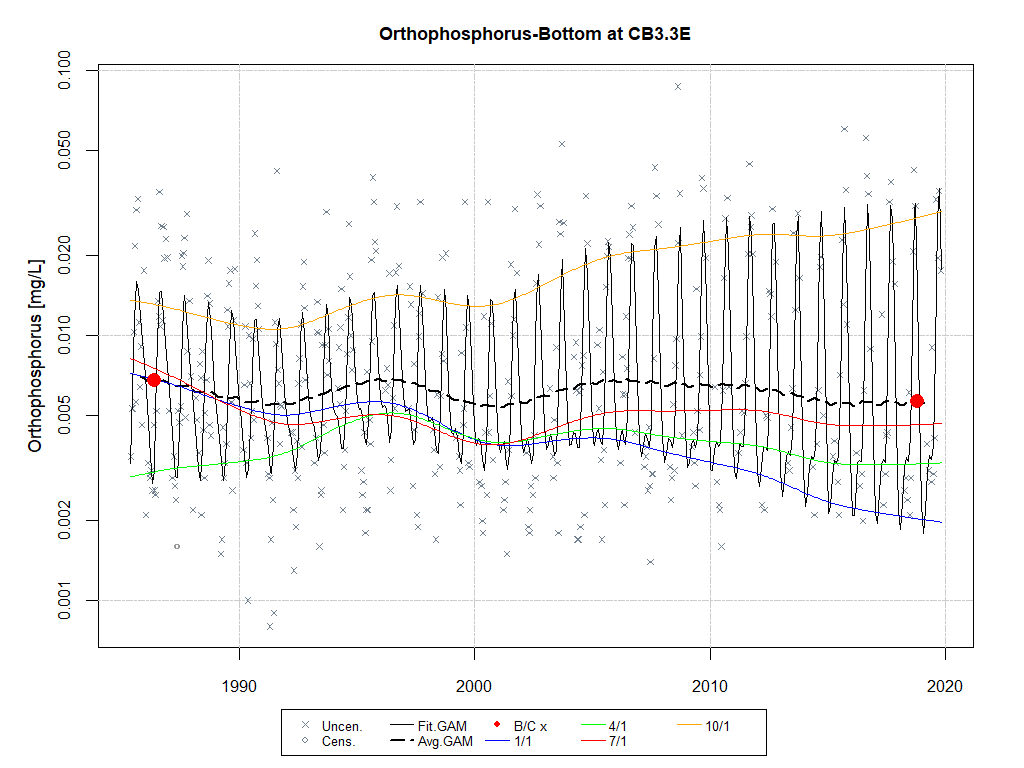 Orthophosphorus-Bottom at CB3.3E
Orthophosphorus [mg/L]
0.100
0.050
0.020
0.010
0.005
0.002
0.001
1990 2000 2010 2020
Uncen. Fit.GAM B/C x 4/1 10/1
Cens. Avg.GAM 1/1 7/1